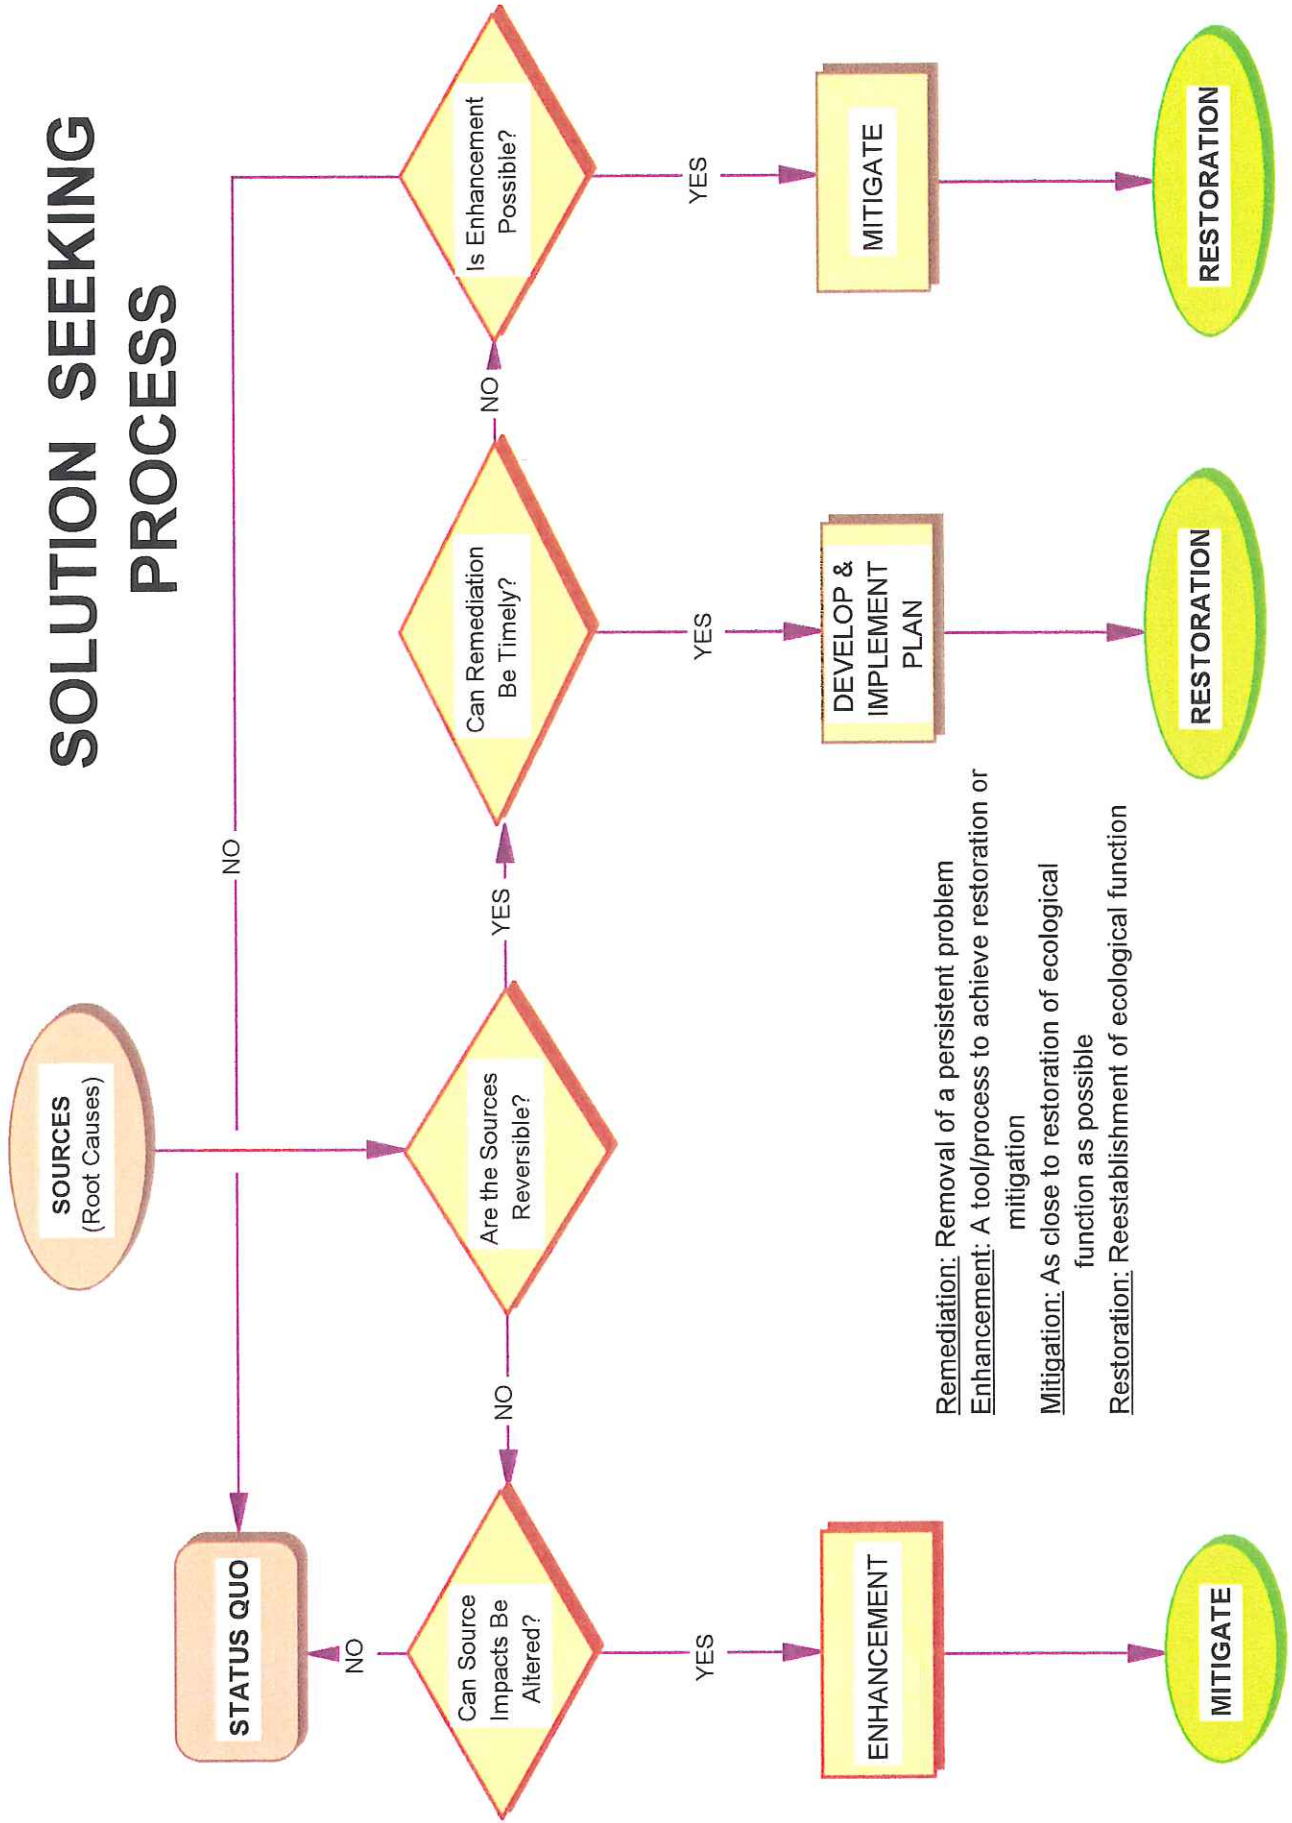 SOLUTION SEEKING
PROCESS
SOURCES
(Root Causes)
NO
STATUS QUO
NO
Can Source
Impacts Be
Altered?
NO
Are the Sources
Reversible?
YES
Can Remediation
Be Timely?
NO
Is Enhancement
Possible?
YES
YES
YES
ENHANCEMENT
DEVELOP &
IMPLEMENT
PLAN
MITIGATE
Remediation: Removal of a persistent problem
Enhancement: A tool/process to achieve restoration or
mitigation
Mitigation: As close to restoration of ecological
function as possible
Restoration: Reestablishment of ecological function
MITIGATE
RESTORATION
RESTORATION